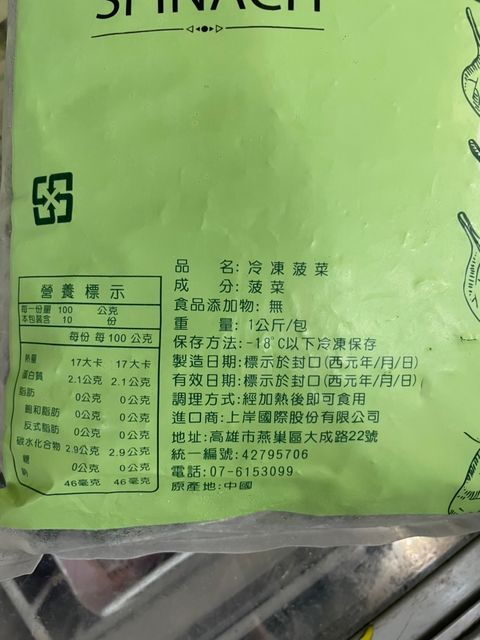 SPINACH
營養標示
每一份量 100 公克
本包裝含 10 份
每份 每 100 公克
熱量 17大卡 17大卡
蛋白質 2.1公克 2.1公克
脂肪 0公克 0公克
飽和脂肪 0公克 0公克
反式脂肪 0公克 0公克
碳水化合物 2.9公克 2.9公克
糖 0公克 0公克
鈉 46毫克 46毫克
品名: 冷凍菠菜
成分: 菠菜
食品添加物: 無
重量: 1公斤/包
保存方法:-18°C以下冷凍保存
製造日期:標示於封口(西元年/月/日)
有效日期:標示於封口(西元年/月/日)
調理方式:經加熱後即可食用
進口商:上岸國際股份有限公司
地址:高雄市燕巢區大成路22號
統一編號:42795706
電話:07-6153099
原產地:中國